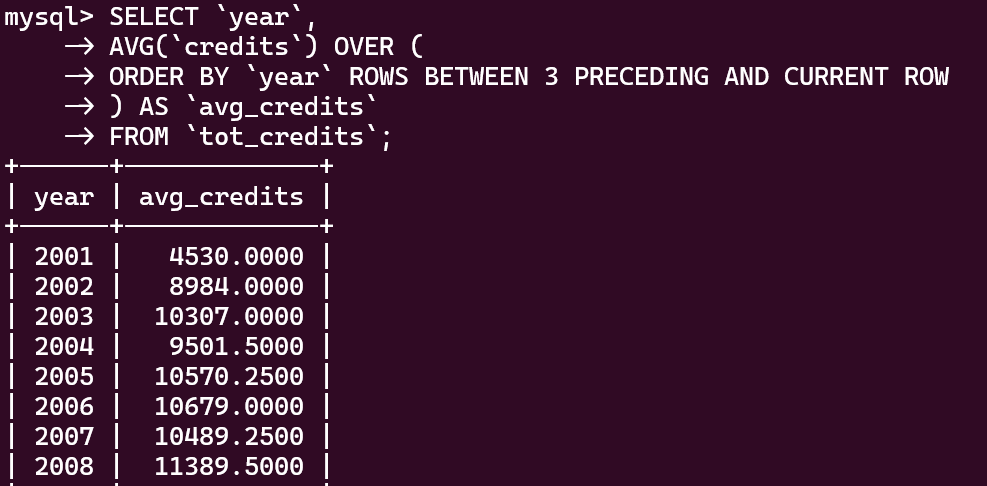 mysql> SELECT `year`,
    -> AVG(`credits`) OVER (
    -> ORDER BY `year` ROWS BETWEEN 3 PRECEDING AND CURRENT ROW
    -> ) AS `avg_credits`
    -> FROM `tot_credits`;
+------+-------------+
| year | avg_credits |
+------+-------------+
| 2001 |   4530.0000 |
| 2002 |   8984.0000 |
| 2003 |  10307.0000 |
| 2004 |   9501.5000 |
| 2005 |  10570.2500 |
| 2006 |  10679.0000 |
| 2007 |  10489.2500 |
| 2008 |  11389.5000 |